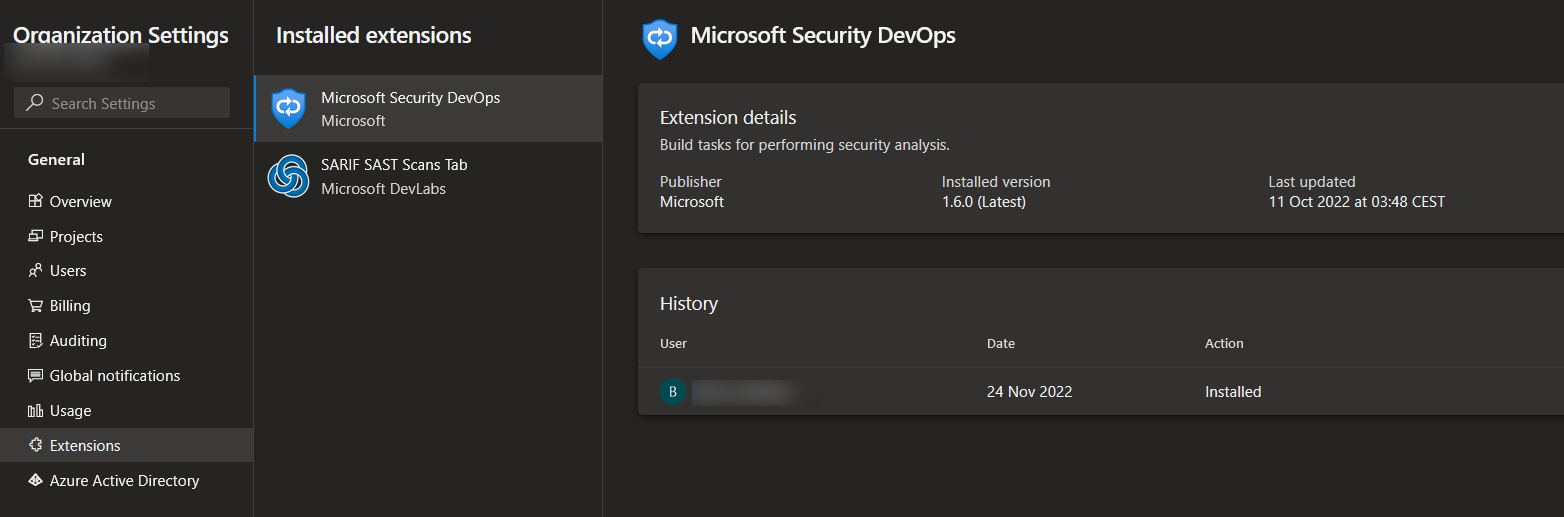 Organization Settings
Search Settings
General
Overview
Projects
Users
Billing
Auditing
Global notifications
Usage
Extensions
Azure Active Directory
Installed extensions
Microsoft Security DevOps
Microsoft
SARIF SAST Scans Tab
Microsoft DevLabs
Microsoft Security DevOps
Extension details
Build tasks for performing security analysis.
Publisher Installed version Last updated
Microsoft 1.6.0 (Latest) 11 Oct 2022 at 03:48 CEST
History
User Date Action
B 24 Nov 2022 Installed